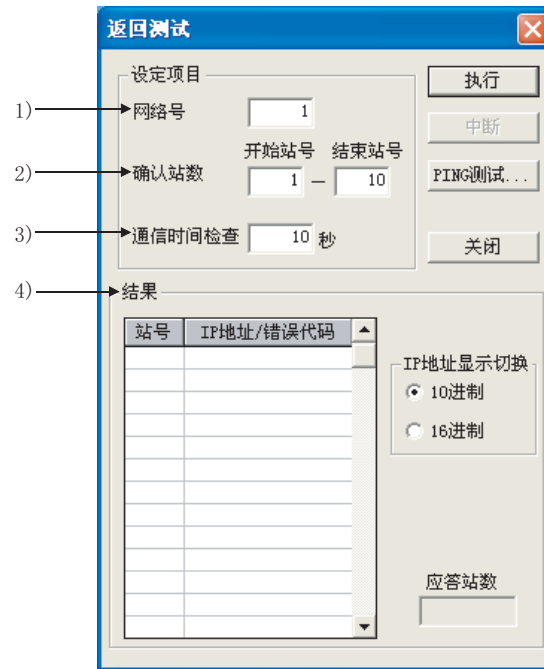 返回测试
设定项目
执行
1)
网络号
1
中断
开始站号 结束站号
2)
确认站数
1 — 10
PING测试...
3)
通信时间检查
10 秒
关闭
4)
结果
站号 IP地址/错误代码
IP地址显示切换
10进制
16进制
应答站数